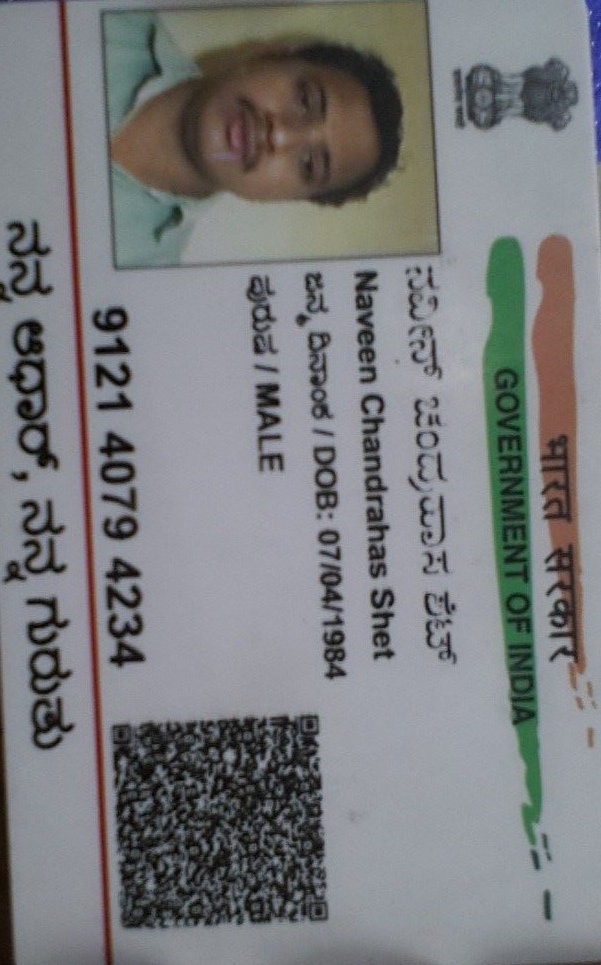 भारत सरकार
GOVERNMENT OF INDIA
ನವೀನ್ ಚಂದ್ರಹಾಸ ಶೇಟ್
Naveen Chandrahas Shet
ಜನ್ಮ ದಿನಾಂಕ / DOB: 07/04/1984
ಪುರುಷ / MALE
9121 4079 4234
ನನ್ನ ಆಧಾರ್, ನನ್ನ ಗುರುತು